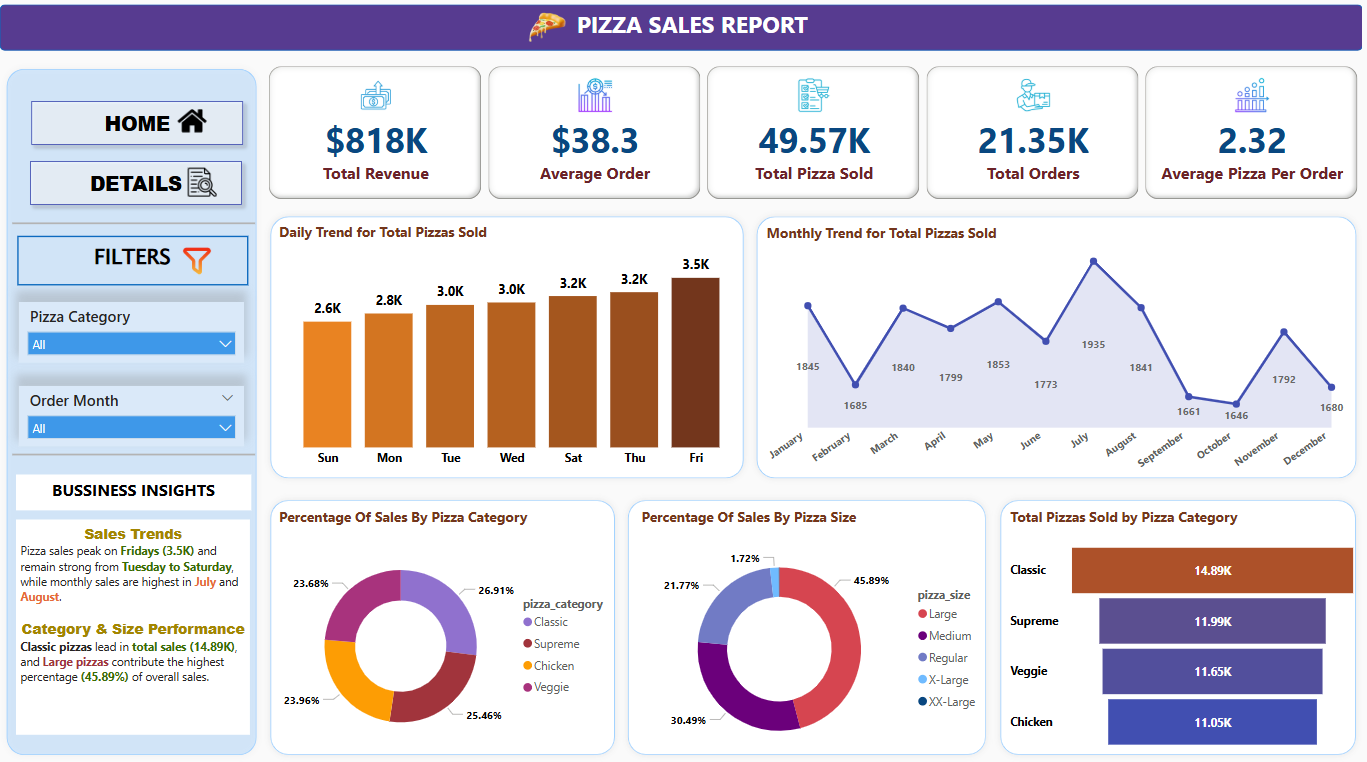 PIZZA SALES REPORT
HOME
DETAILS
FILTERS
Pizza Category
All
Order Month
All
BUSSINESS INSIGHTS
Sales Trends
Pizza sales peak on Fridays (3.5K) and
remain strong from Tuesday to Saturday,
while monthly sales are highest in July and
August.
Category & Size Performance
Classic pizzas lead in total sales (14.89K),
and Large pizzas contribute the highest
percentage (45.89%) of overall sales.
$818K
Total Revenue
$38.3
Average Order
49.57K
Total Pizza Sold
21.35K
Total Orders
2.32
Average Pizza Per Order
Daily Trend for Total Pizzas Sold
2.6K 2.8K 3.0K 3.0K 3.2K 3.2K 3.5K
Sun Mon Tue Wed Sat Thu Fri
Monthly Trend for Total Pizzas Sold
1845 1685 1840 1799 1853 1773 1935 1841 1661 1646 1792 1680
January February March April May June July August September October November December
Percentage Of Sales By Pizza Category
23.68%
26.91%
23.96%
25.46%
pizza_category
Classic
Supreme
Chicken
Veggie
Percentage Of Sales By Pizza Size
1.72%
21.77%
45.89%
30.49%
pizza_size
Large
Medium
Regular
X-Large
XX-Large
Total Pizzas Sold by Pizza Category
Classic 14.89K
Supreme 11.99K
Veggie 11.65K
Chicken 11.05K